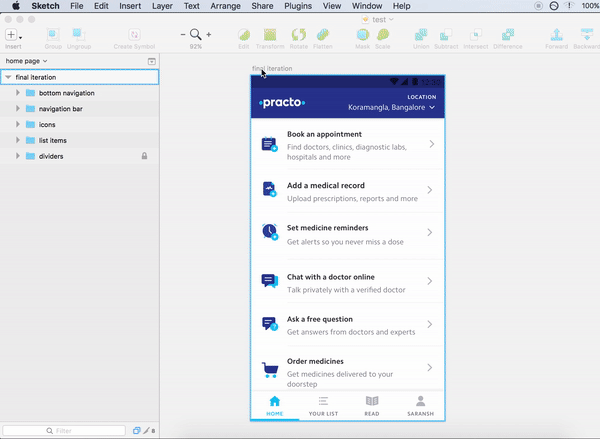 Sketch File Edit Insert Layer Text Arrange Share Plugins View Window Help 100%
test
Insert Group Ungroup Create Symbol 92% Edit Transform Rotate Flatten Mask Scale Union Subtract Intersect Difference Forward Backward
home page
final iteration
bottom navigation
navigation bar
icons
list items
dividers
Filter 8
final iteration
12:30
practo
LOCATION
Koramangla, Bangalore
Book an appointment
Find doctors, clinics, diagnostic labs,
hospitals and more
Add a medical record
Upload prescriptions, reports and more
Set medicine reminders
Get alerts so you never miss a dose
Chat with a doctor online
Talk privately with a verified doctor
Ask a free question
Get answers from doctors and experts
Order medicines
Get medicines delivered to your
doorstep
HOME YOUR LIST READ SARANSH